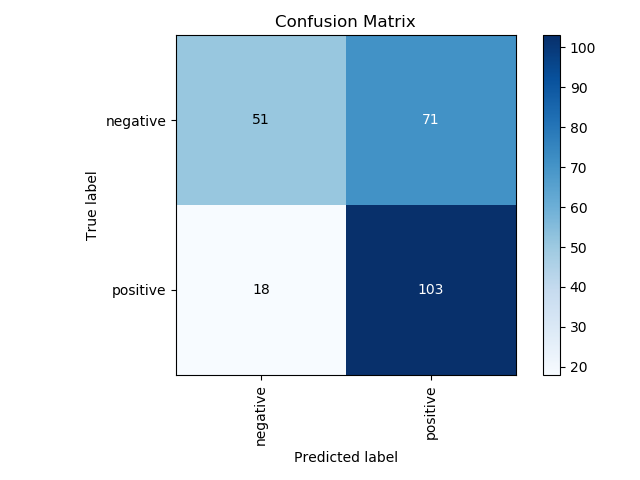 Confusion Matrix
negative
51
71
positive
18
103
True label
negative
positive
Predicted label
100
90
80
70
60
50
40
30
20